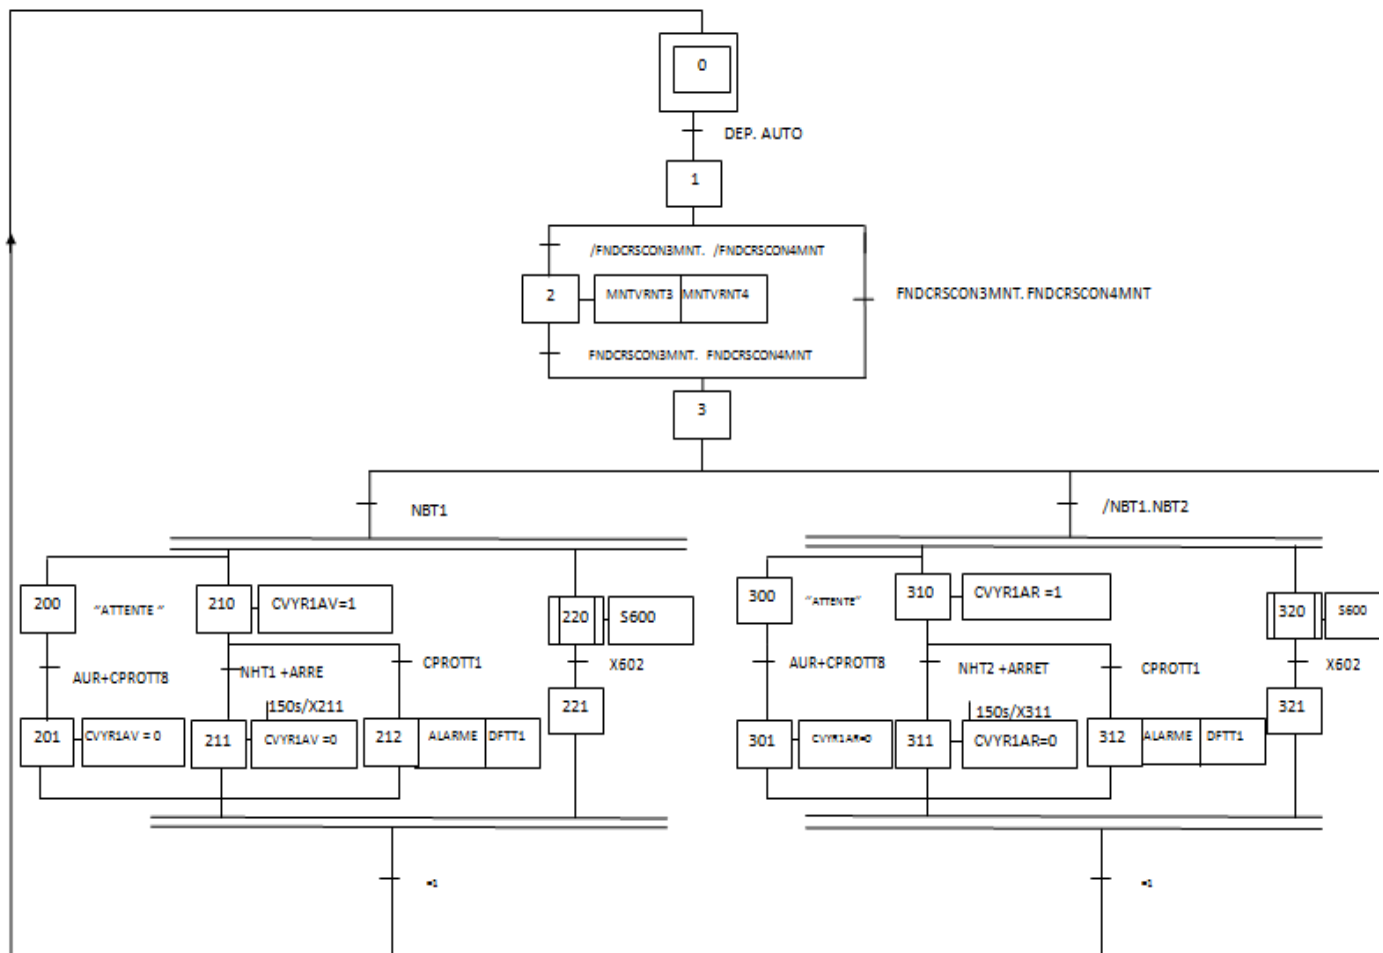 0
DEP. AUTO
1
/FNDCRSCON3MNT. /FNDCRSCON4MNT
2
MNTVRNT3 MNTVRNT4
FNDCRSCON3MNT. FNDCRSCON4MNT
FNDCRSCON3MNT. FNDCRSCON4MNT
3
NBT1
/NBT1.NBT2
200
"ATTENTE "
210
CVYR1AV=1
220
S600
300
"ATTENTE"
310
CVYR1AR =1
320
S600
AUR+CPROTT8
NHT1 +ARRE
CPROTT1
X602
AUR+CPROTT8
NHT2 +ARRET
CPROTT1
X602
150s/X211
221
150s/X311
321
201
CVYR1AV = 0
211
CVYR1AV =0
212
ALARME
DFTT1
301
CVYR1AR=0
311
CVYR1AR=0
312
ALARME
DFTT1
=1
=1